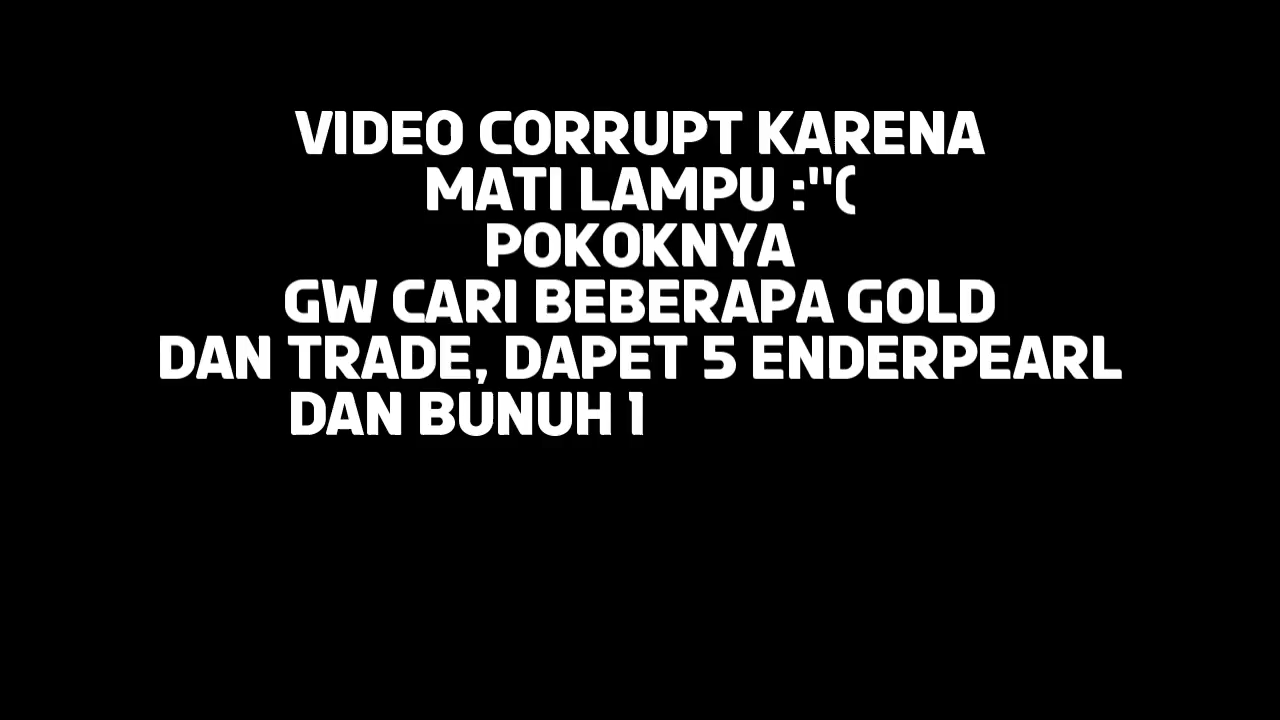 VIDEO CORRUPT KARENA
MATI LAMPU :"(
POKOKNYA
GW CARI BEBERAPA GOLD
DAN TRADE, DAPET 5 ENDERPEARL
DAN BUNUH 1